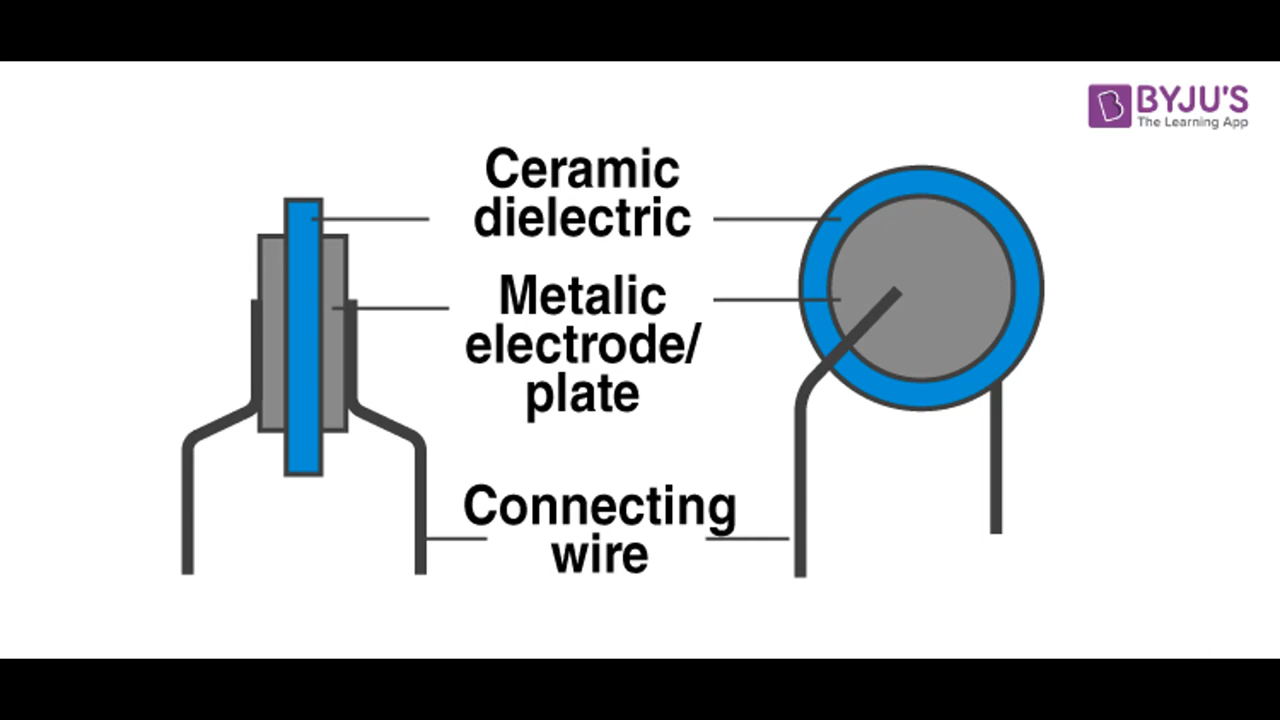 BYJU'S
The Learning App
Ceramic
dielectric
Metalic
electrode/
plate
Connecting
wire